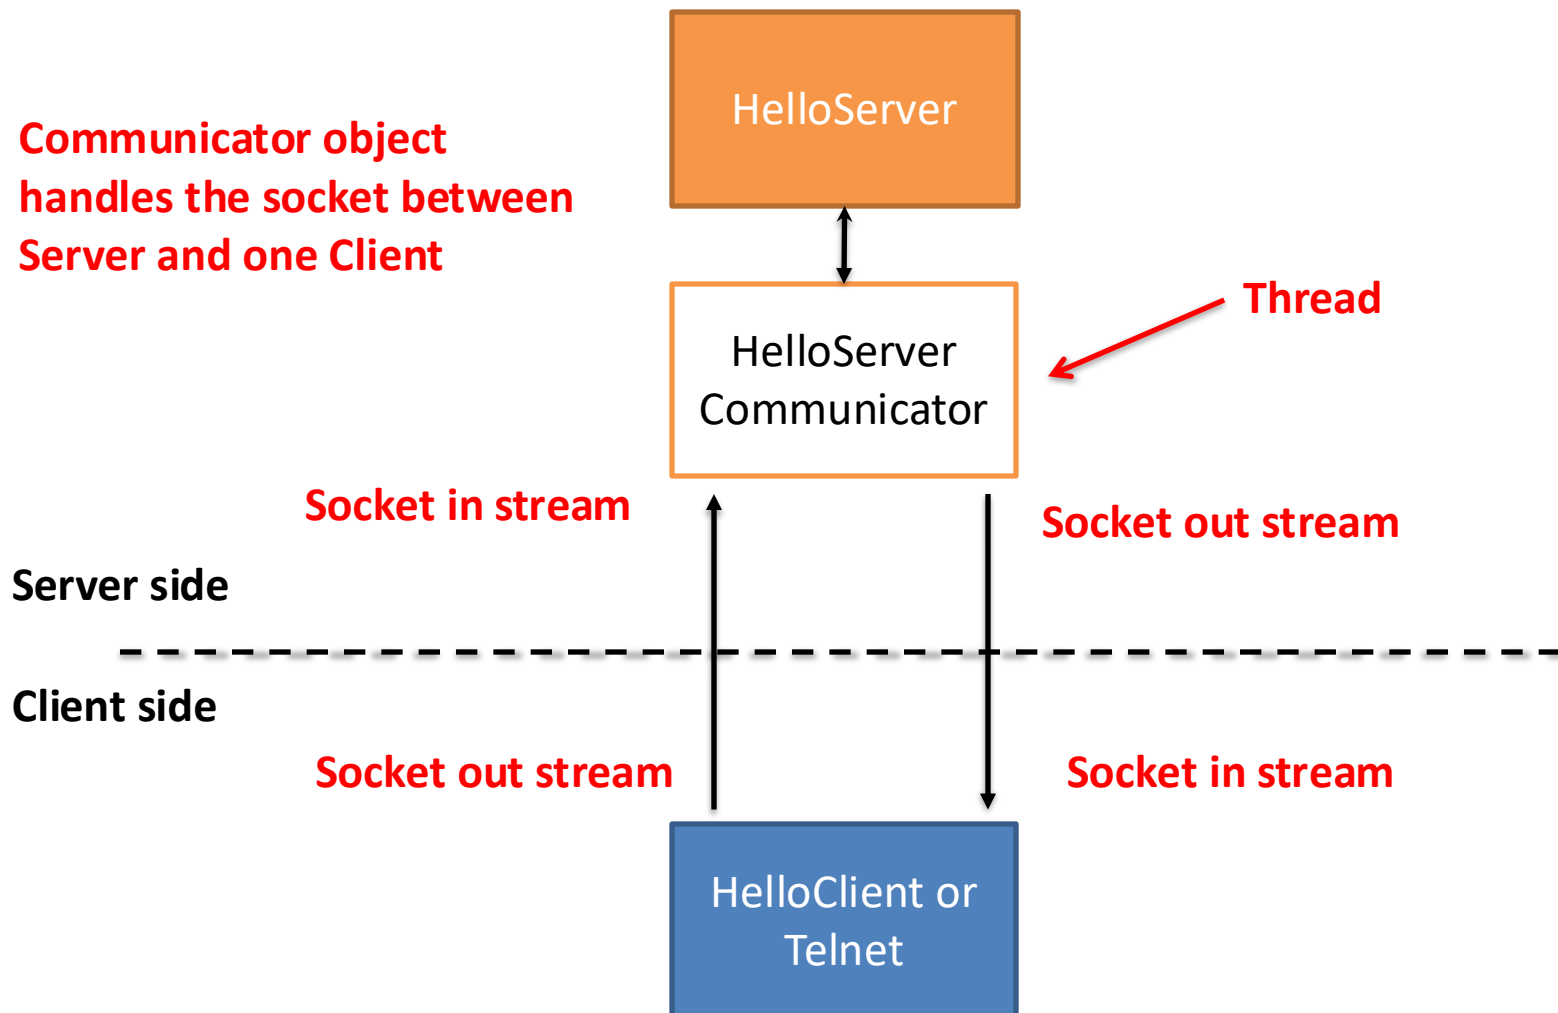 HelloServer
Communicator object
handles the socket between
Server and one Client
Thread
HelloServer
Communicator
Socket in stream
Socket out stream
Server side
Client side
Socket out stream
Socket in stream
HelloClient or
Telnet